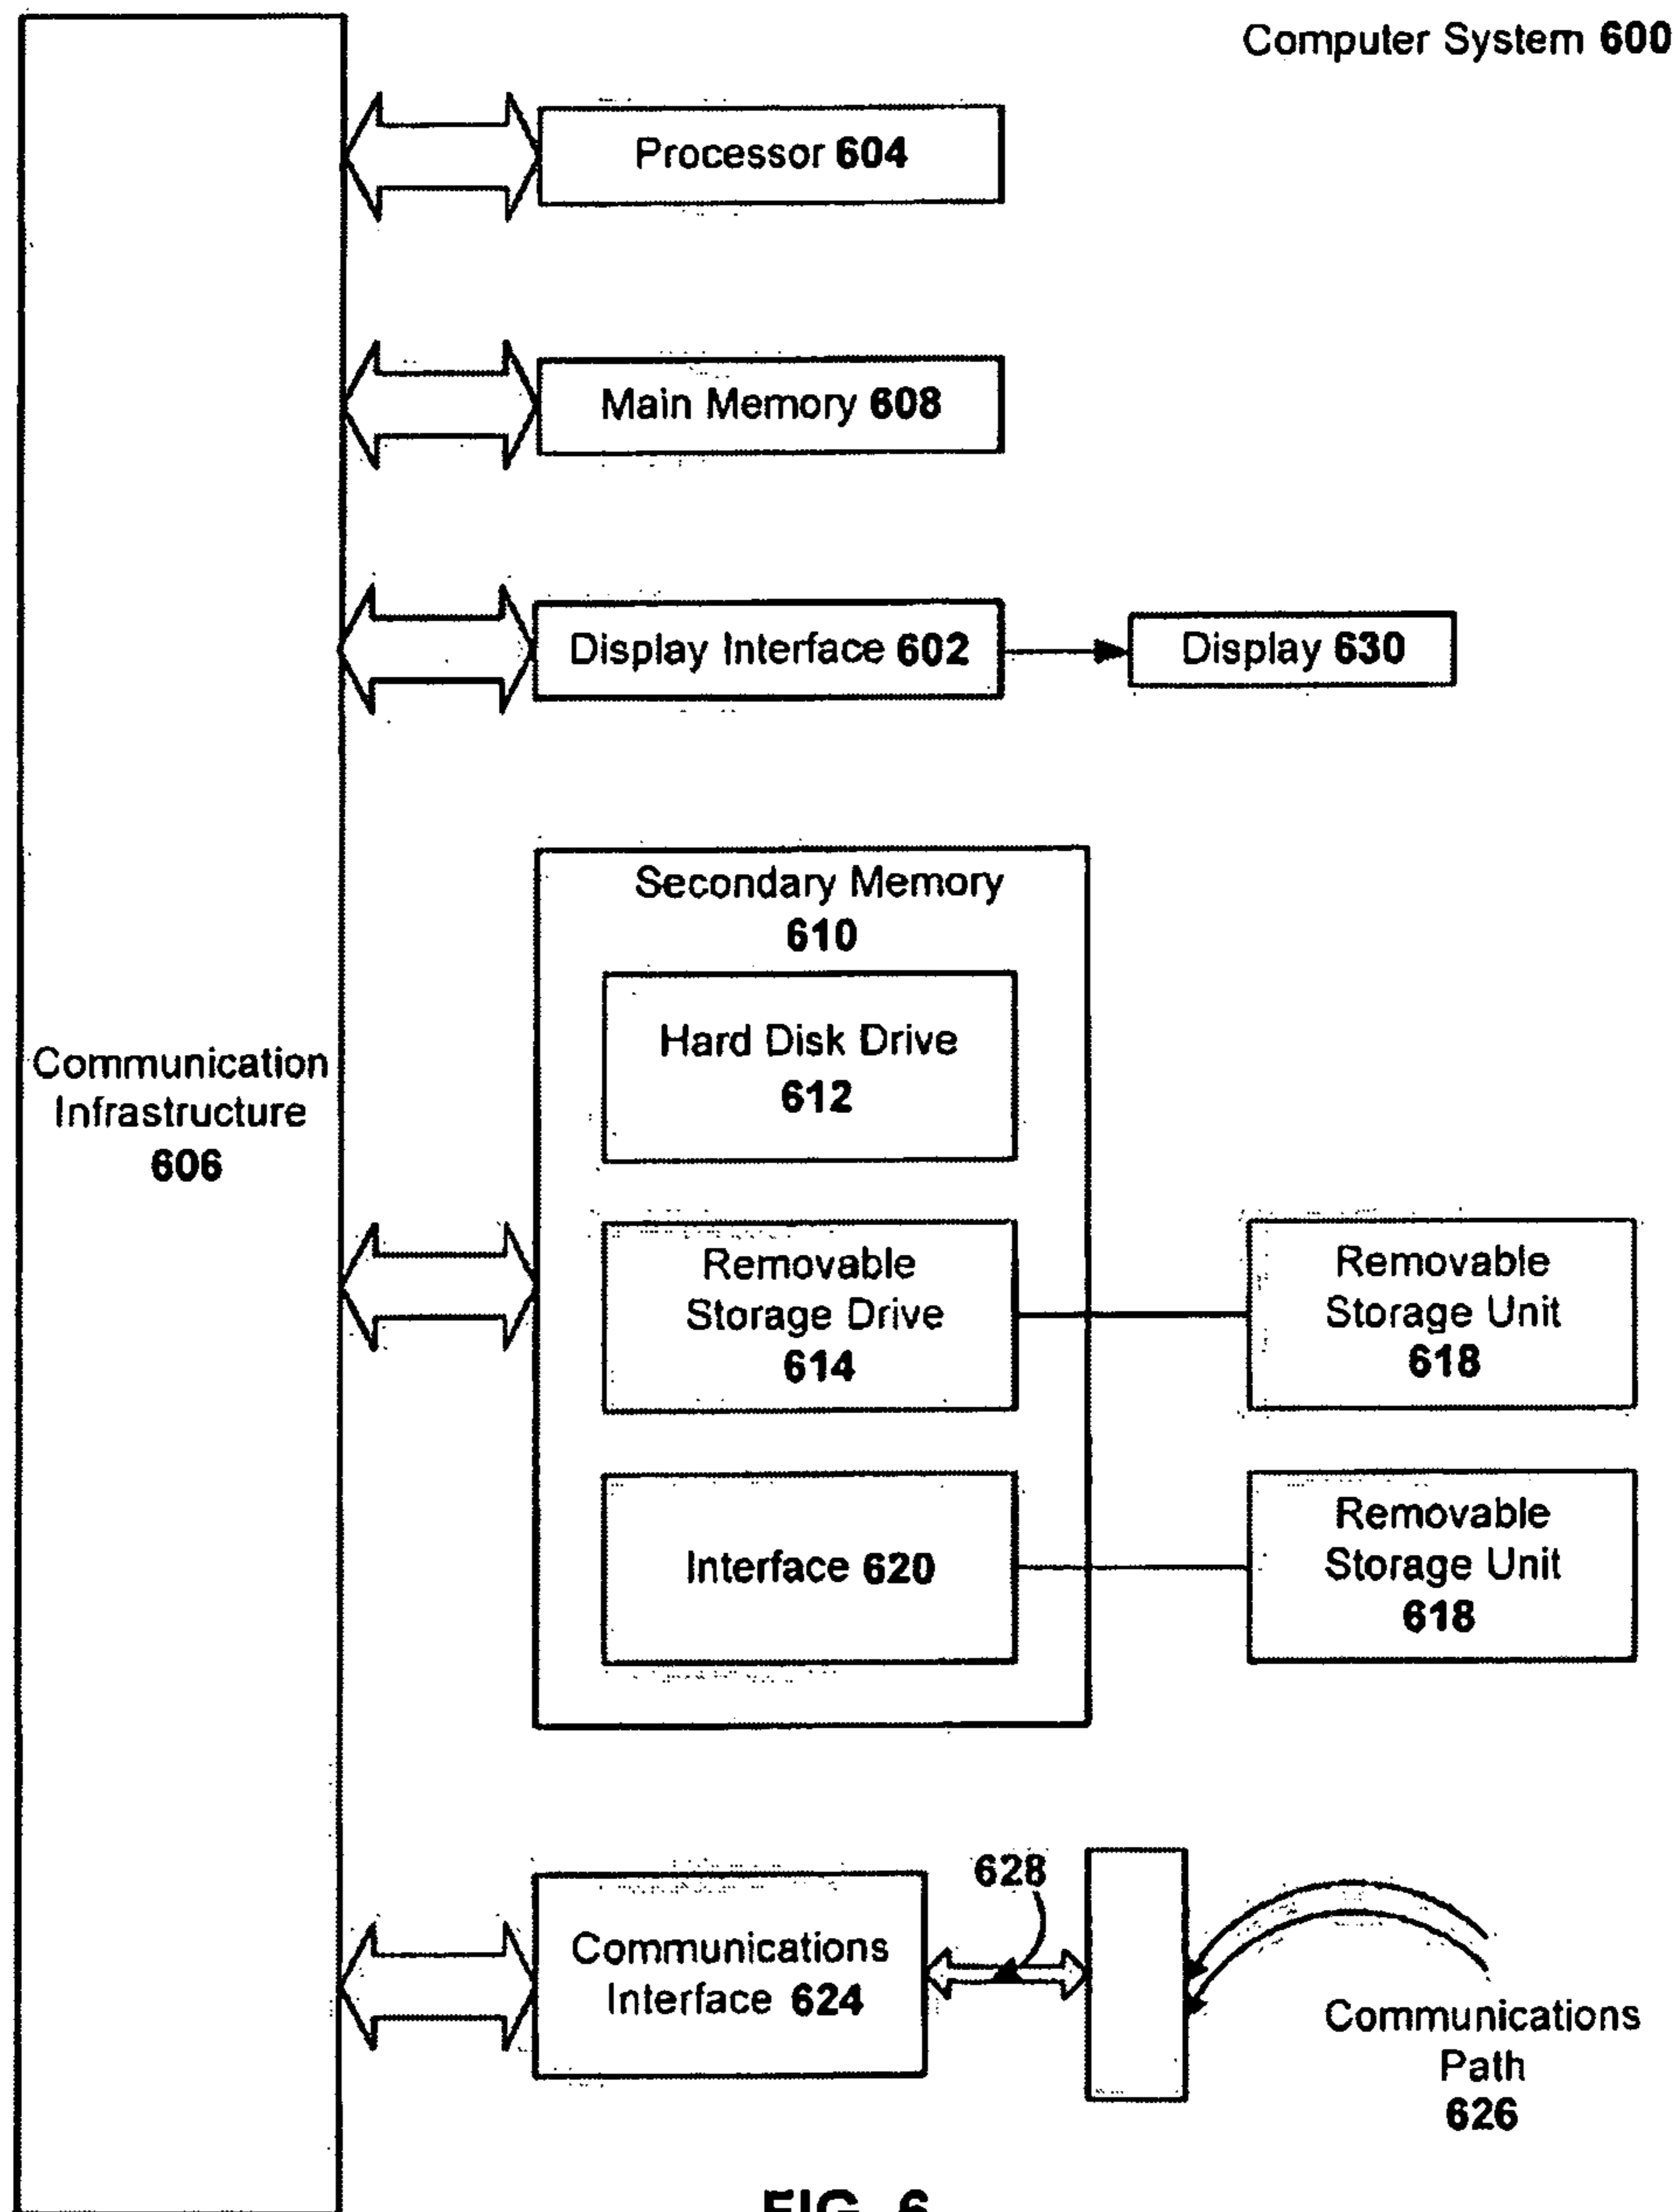 Computer System 600
Processor 604
Main Memory 608
Display Interface 602
Display 630
Secondary Memory
610
Hard Disk Drive
612
Communication
Infrastructure
606
Removable
Storage Drive
614
Removable
Storage Unit
618
Interface 620
Removable
Storage Unit
618
628
Communications
Interface 624
Communications
Path
626
FIG. 6